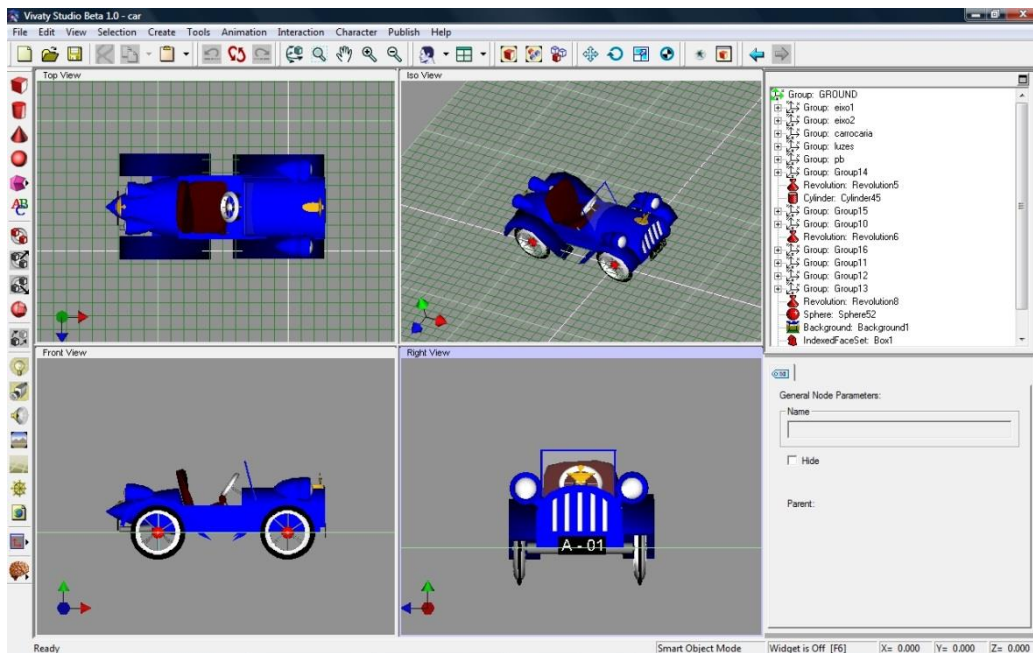 Vivaty Studio Beta 1.0 - car
File Edit View Selection Create Tools Animation Interaction Character Publish Help
Top View
Iso View
Group: GROUND
Group: eixo1
Group: eixo2
Group: carrocaria
Group: luzes
Group: pb
Group: Group14
Revolution: Revolution5
Cylinder: Cylinder45
Group: Group15
Group: Group10
Revolution: Revolution6
Group: Group16
Group: Group11
Group: Group12
Group: Group13
Revolution: Revolution8
Sphere: Sphere52
Background: Background1
IndexedFaceSet: Box1
ABC
Front View
Right View
A - 01
General Node Parameters:
Name
Hide
Parent:
Ready
Smart Object Mode
Widget is Off [F6]
X= 0.000 Y= 0.000 Z= 0.000